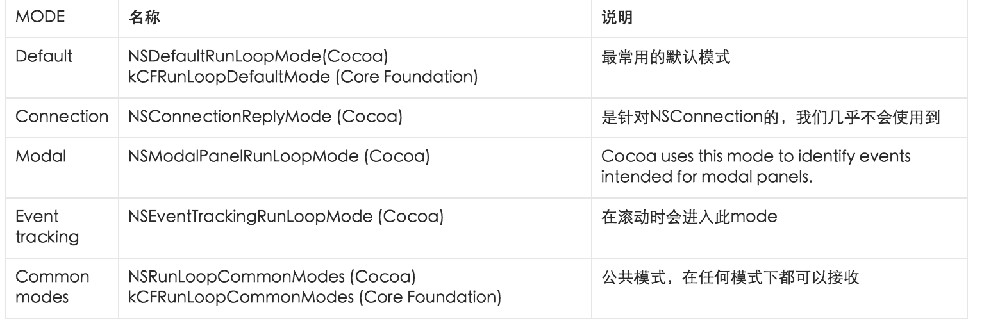 MODE 名称 说明
Default NSDefaultRunLoopMode(Cocoa) 最常用的默认模式
kCFRunLoopDefaultMode (Core Foundation)
Connection NSConnectionReplyMode (Cocoa) 是针对NSConnection的，我们几乎不会使用到
Modal NSModalPanelRunLoopMode (Cocoa) Cocoa uses this mode to identify events
intended for modal panels.
Event NSEventTrackingRunLoopMode (Cocoa) 在滚动时会进入此mode
tracking
Common NSRunLoopCommonModes (Cocoa) 公共模式，在任何模式下都可以接收
modes kCFRunLoopCommonModes (Core Foundation)